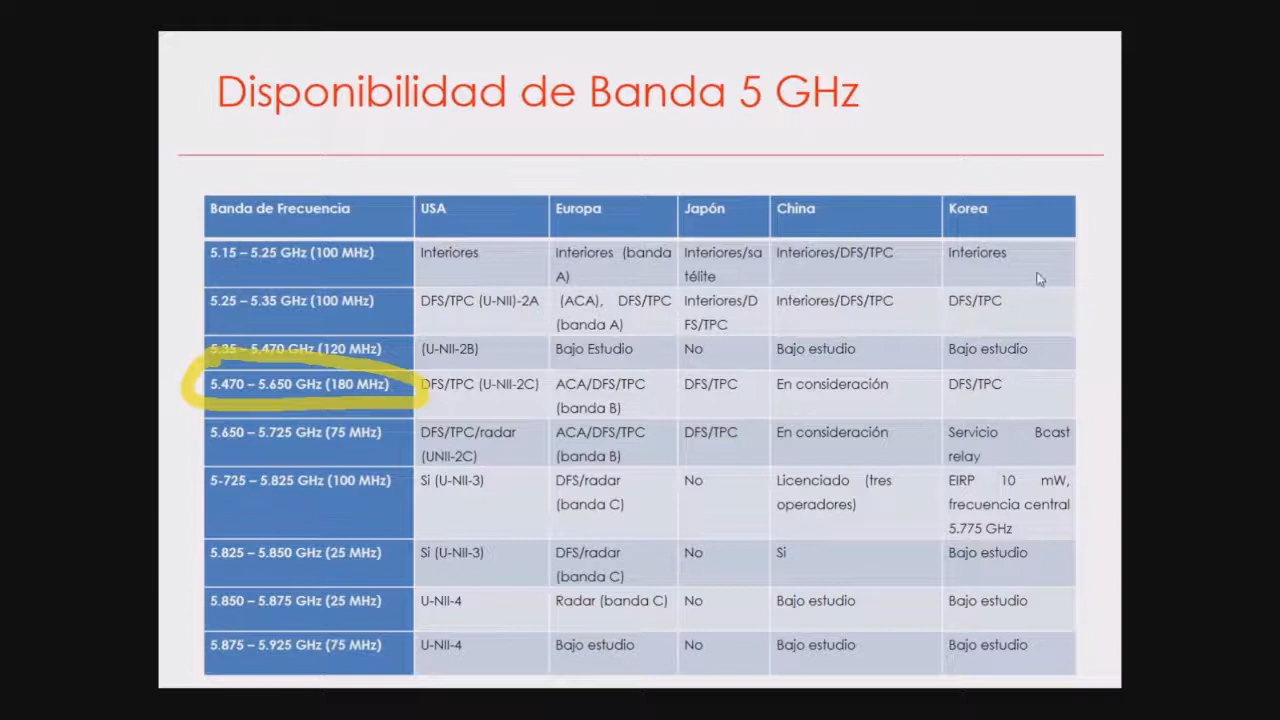 Disponibilidad de Banda 5 GHz
Banda de Frecuencia USA Europa Japón China Korea
5.15 – 5.25 GHz (100 MHz) Interiores Interiores (banda Interiores/sa Interiores/DFS/TPC Interiores
A) télite
5.25 – 5.35 GHz (100 MHz) DFS/TPC (U-NII)-2A (ACA), DFS/TPC Interiores/D Interiores/DFS/TPC DFS/TPC
(banda A) FS/TPC
5.35 – 5.470 GHz (120 MHz) (U-NII-2B) Bajo Estudio No Bajo estudio Bajo estudio
5.470 – 5.650 GHz (180 MHz) DFS/TPC (U-NII-2C) ACA/DFS/TPC DFS/TPC En consideración DFS/TPC
(banda B)
5.650 – 5.725 GHz (75 MHz) DFS/TPC/radar ACA/DFS/TPC DFS/TPC En consideración Servicio Bcast
(UNII-2C) (banda B) relay
5-725 – 5.825 GHz (100 MHz) Si (U-NII-3) DFS/radar No Licenciado (tres EIRP 10 mW,
(banda C) operadores) frecuencia central
5.775 GHz
5.825 – 5.850 GHz (25 MHz) Si (U-NII-3) DFS/radar No Si Bajo estudio
(banda C)
5.850 – 5.875 GHz (25 MHz) U-NII-4 Radar (banda C) No Bajo estudio Bajo estudio
5.875 – 5.925 GHz (75 MHz) U-NII-4 Bajo estudio No Bajo estudio Bajo estudio